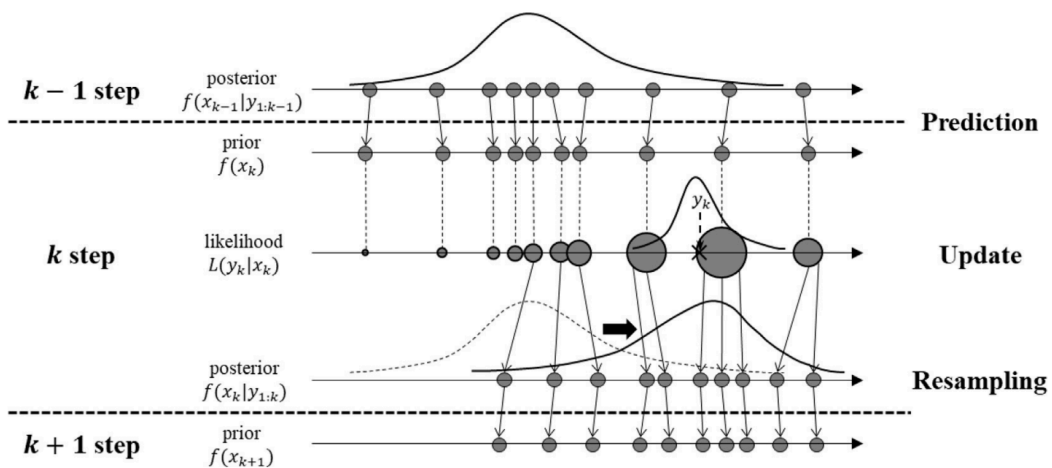 k − 1 step
posterior
f(x_{k−1}|y_{1:k−1})
Prediction
prior
f(x_k)
y_k
k step
likelihood
L(y_k|x_k)
Update
posterior
f(x_k|y_{1:k})
Resampling
k + 1 step
prior
f(x_{k+1})